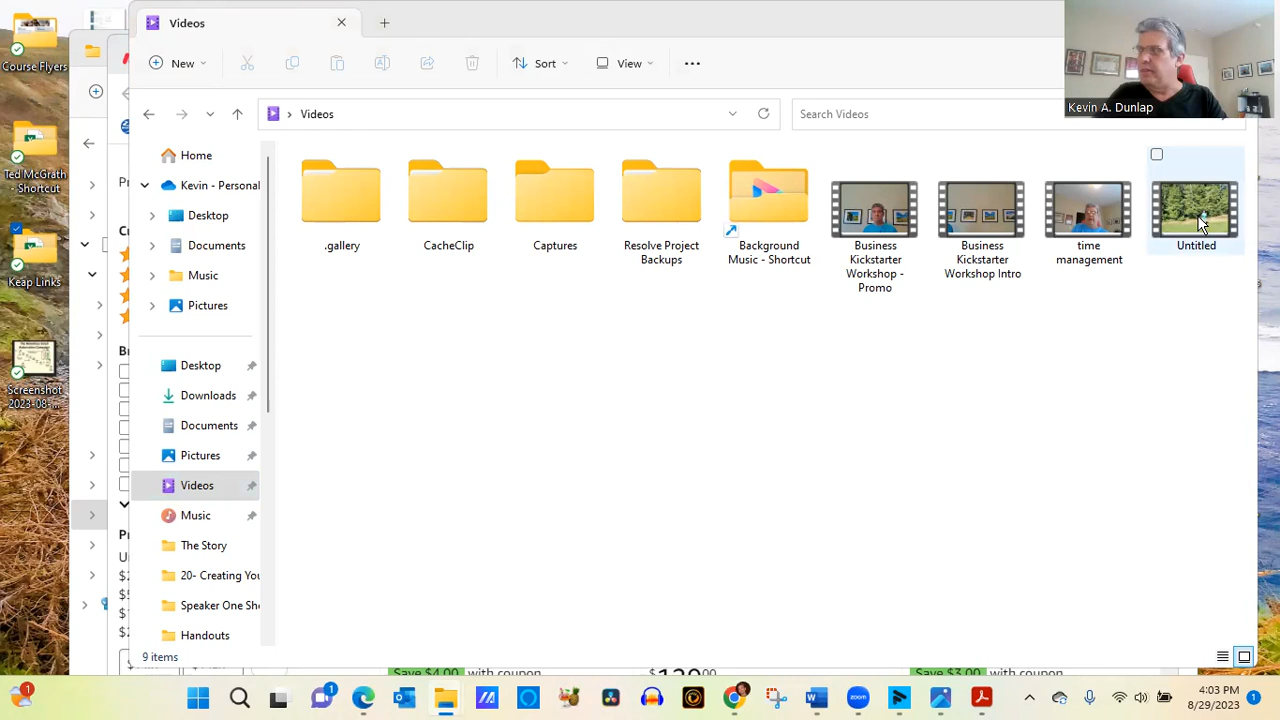 Videos
New
Sort
View
Videos
Search Videos
Kevin A. Dunlap
Course Flyers
Ted McGrath
- Shortcut
Keap Links
Screenshot
2023-08-...
Home
Kevin - Personal
Desktop
Documents
Music
Pictures
Desktop
Downloads
Documents
Pictures
Videos
Music
The Story
20- Creating You
Speaker One She
Handouts
.gallery
CacheClip
Captures
Resolve Project
Backups
Background
Music - Shortcut
Business
Kickstarter
Workshop -
Promo
Business
Kickstarter
Workshop Intro
time
management
Untitled
9 items
Save $4.00 with coupon
Save $3.00 with coupon
1
1
4:03 PM
8/29/2023
1